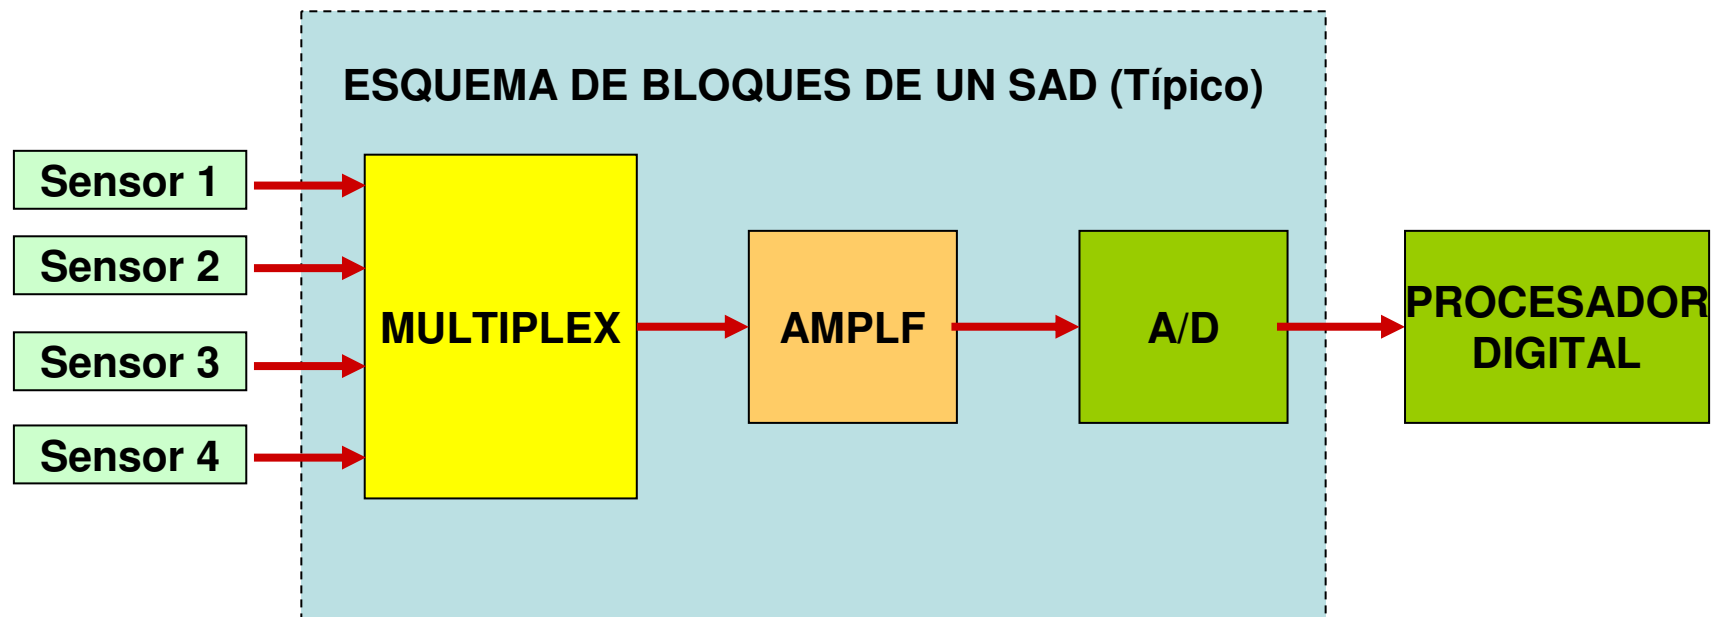 ESQUEMA DE BLOQUES DE UN SAD (Típico)
Sensor 1
Sensor 2
Sensor 3
Sensor 4
MULTIPLEX
AMPLF
A/D
PROCESADOR
DIGITAL